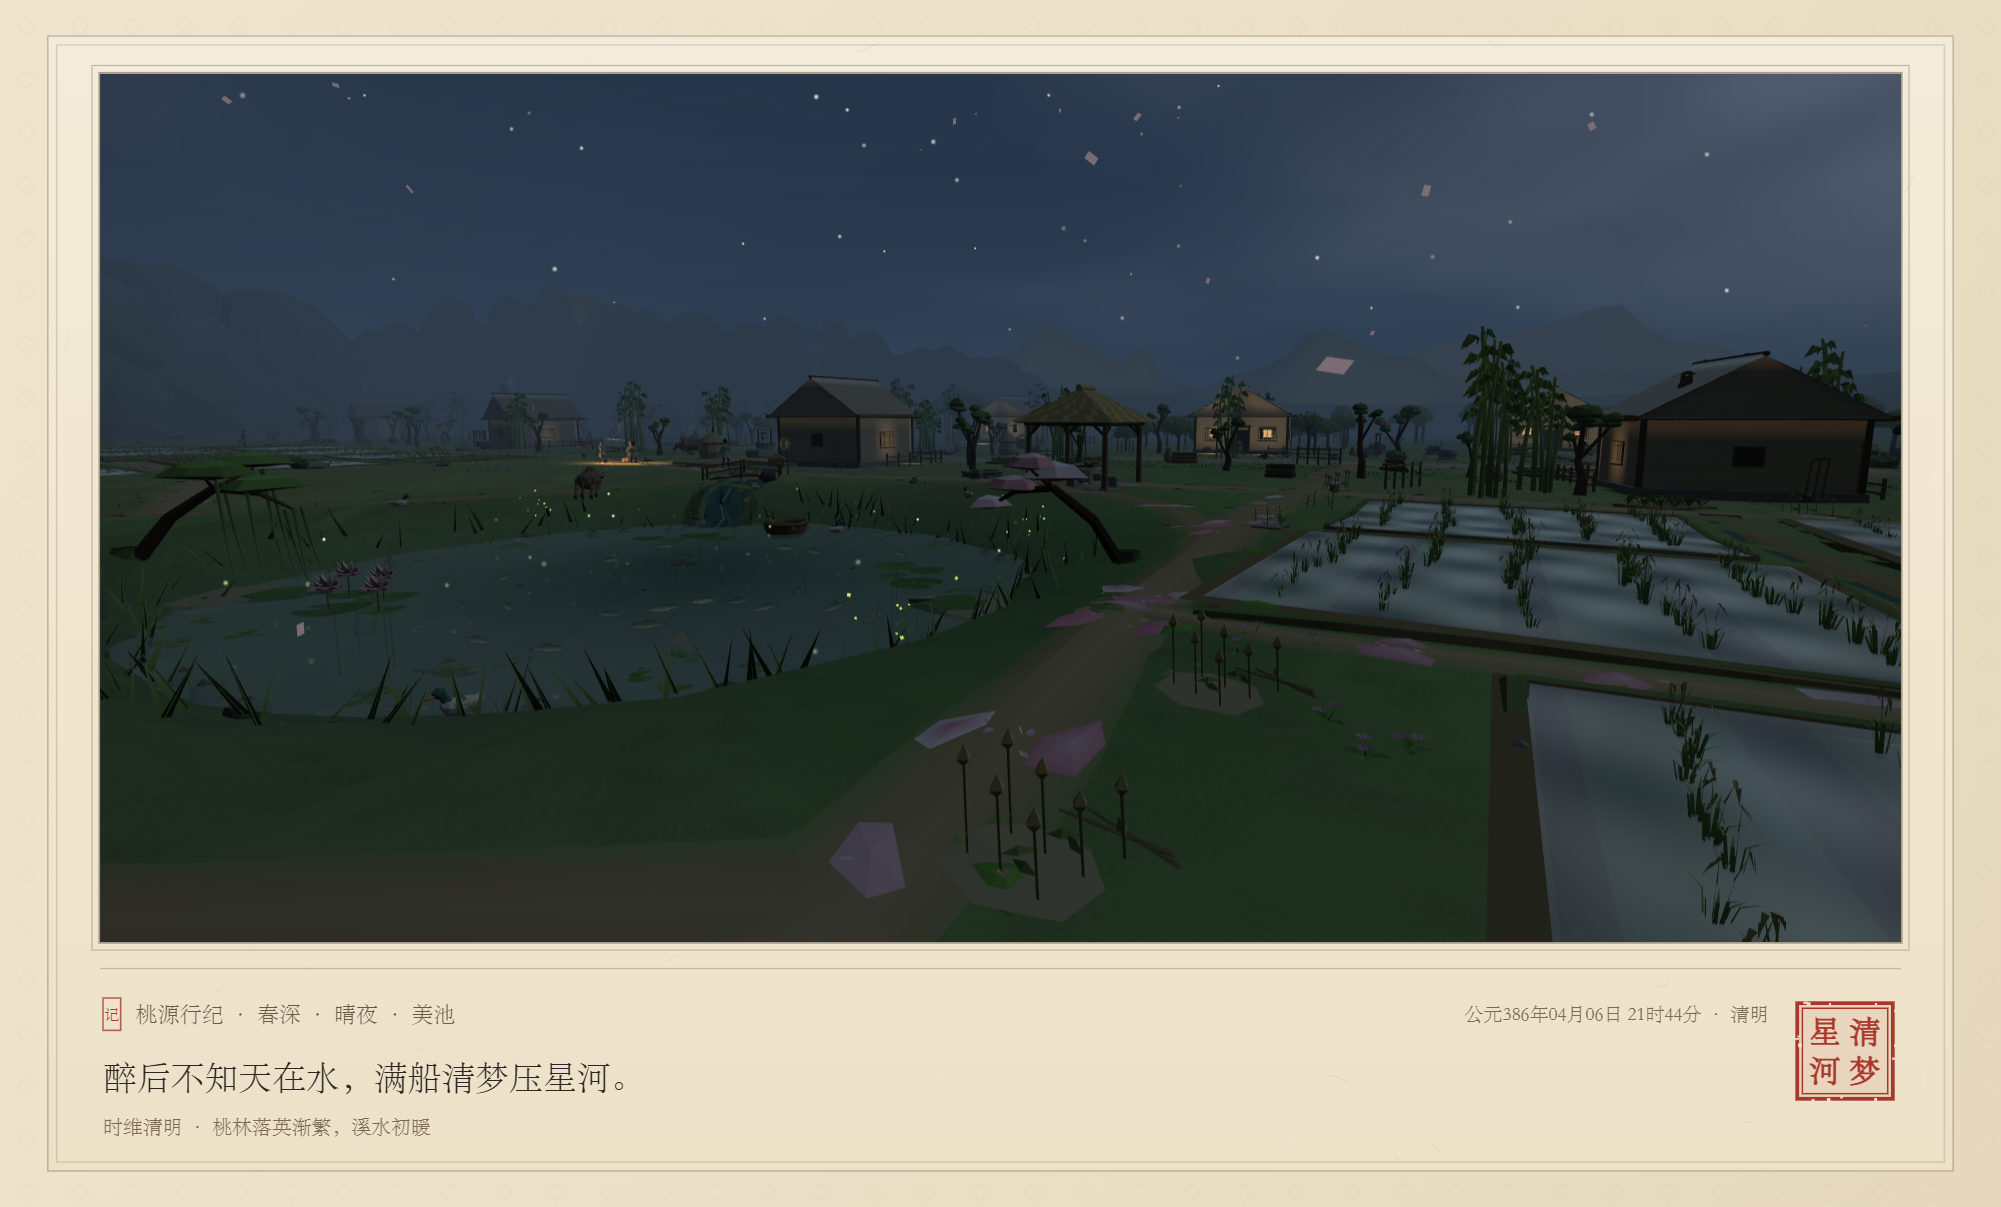 记 桃源行纪 · 春深 · 晴夜 · 美池
公元386年04月06日 21时44分 · 清明
醉后不知天在水，满船清梦压星河。
时维清明 · 桃林落英渐繁，溪水初暖
清梦
星河